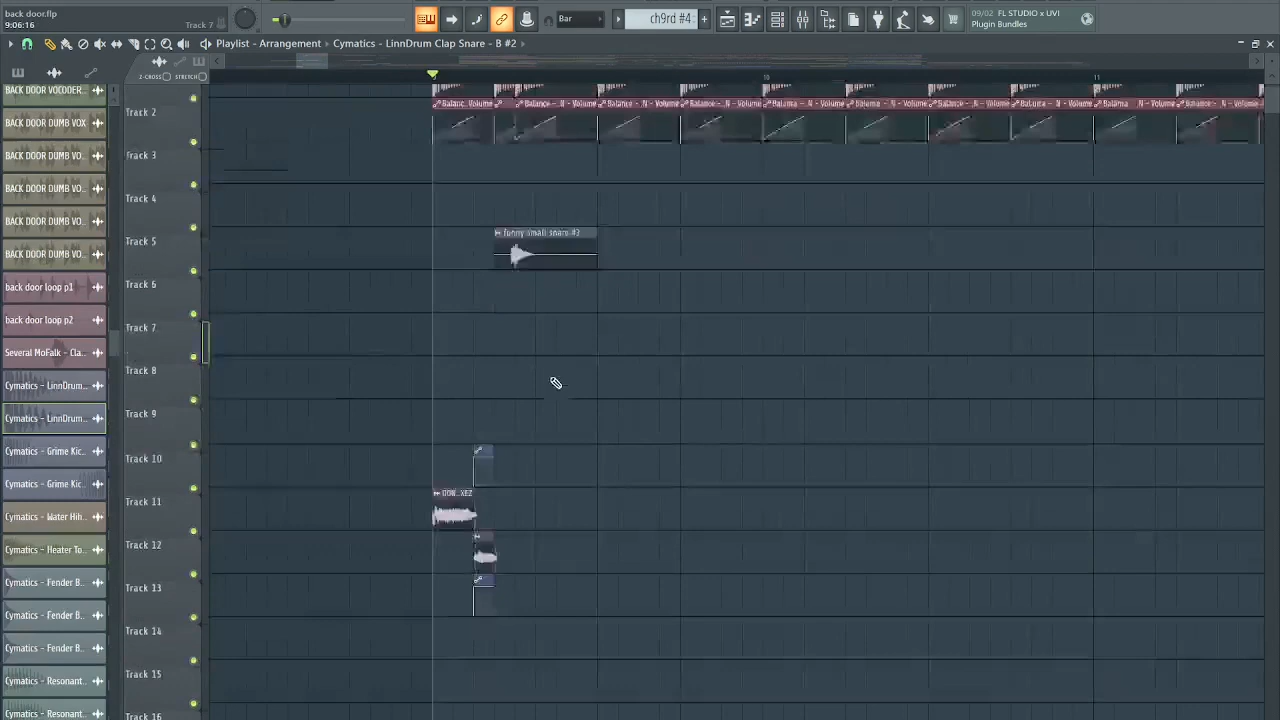 back door.flp
9:06:16
Track 7
Bar
ch9rd #4
09/02 FL STUDIO x UVI
Plugin Bundles
Playlist - Arrangement
Cymatics - LinnDrum Clap Snare - B #2
Z-CROSS
STRETCH
10
11
BACK DOOR VOCODER...
BACK DOOR DUMB VOX
BACK DOOR DUMB VO...
BACK DOOR DUMB VO...
BACK DOOR DUMB VO...
BACK DOOR DUMB VO...
back door loop p1
back door loop p2
Several MoFalk - Cla...
Cymatics - LinnDrum...
Cymatics - LinnDrum...
Cymatics - Grime Kic...
Cymatics - Grime Kic...
Cymatics - Water Hih...
Cymatics - Heater To...
Cymatics - Fender B...
Cymatics - Fender B...
Cymatics - Fender B...
Cymatics - Resonant...
Cymatics - Resonant...
Track 2
Track 3
Track 4
Track 5
Track 6
Track 7
Track 8
Track 9
Track 10
Track 11
Track 12
Track 13
Track 14
Track 15
Track 16
funny small snare #2